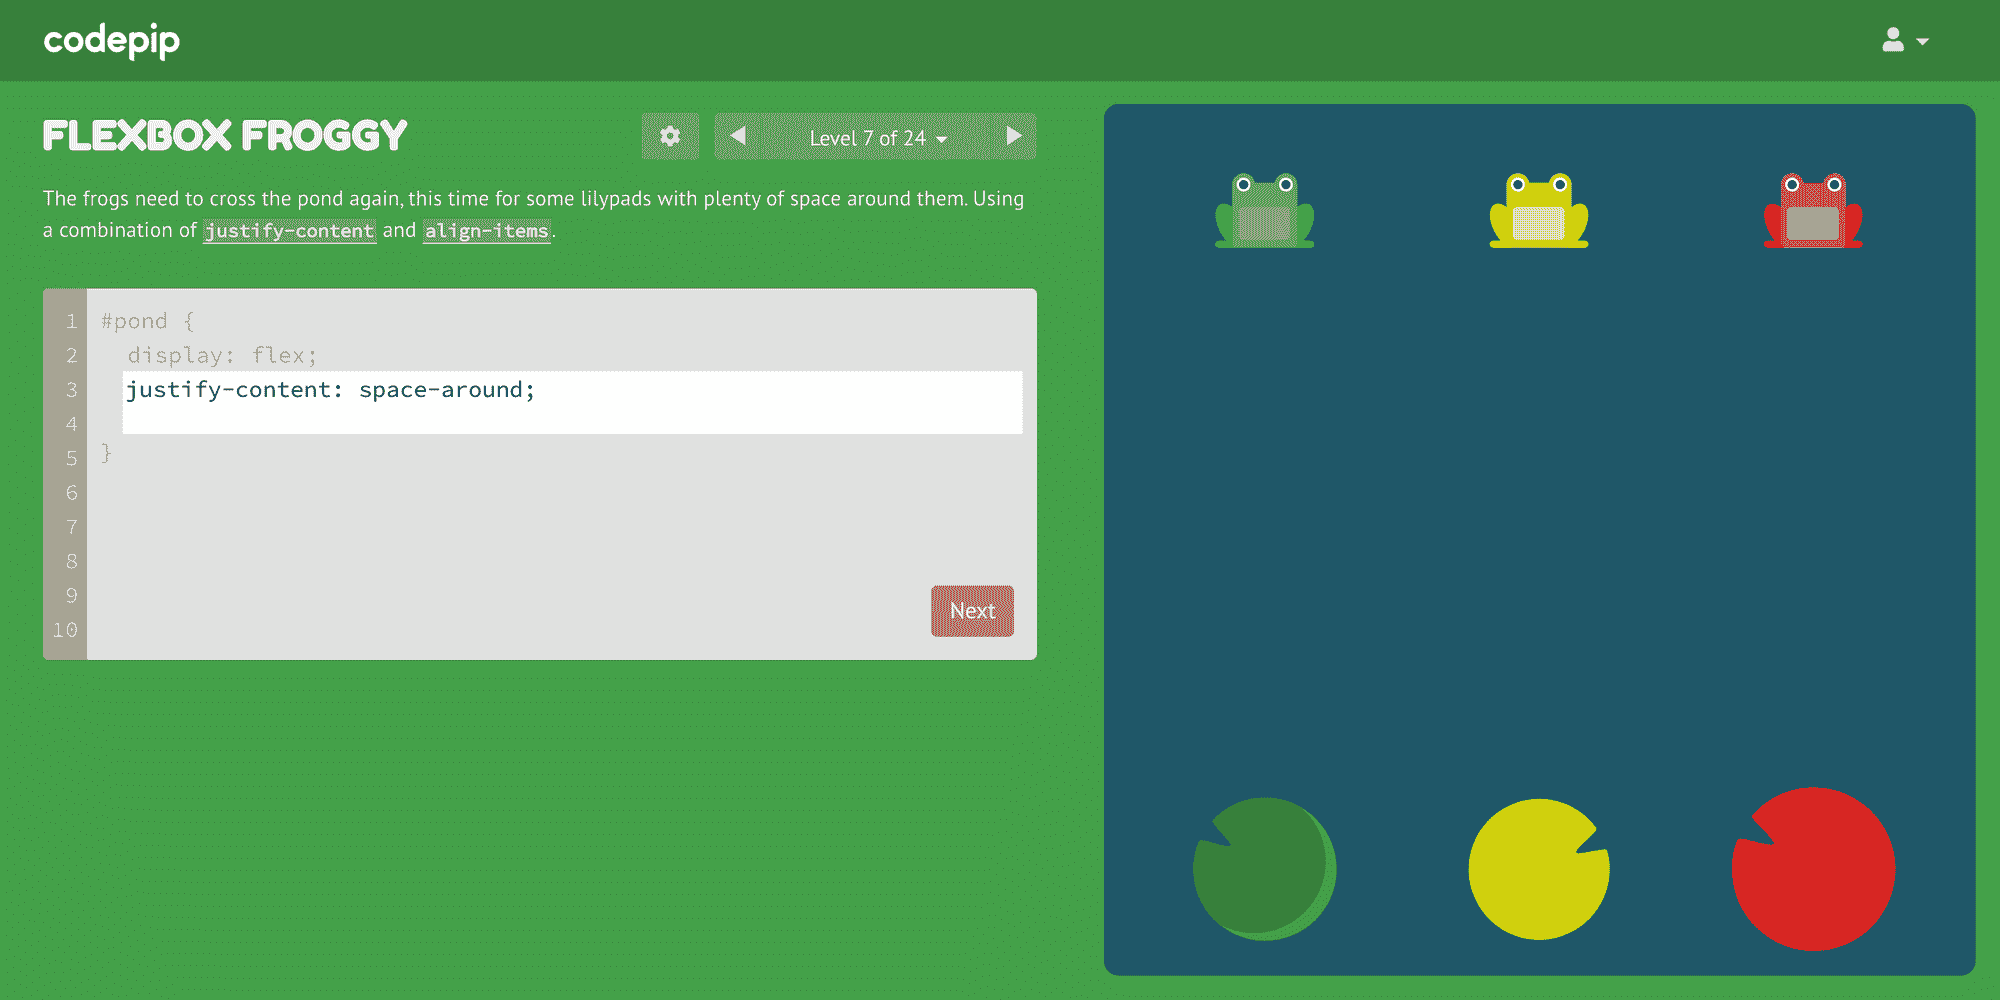 codepip
FLEXBOX FROGGY
Level 7 of 24
The frogs need to cross the pond again, this time for some lilypads with plenty of space around them. Using
a combination of justify-content and align-items.
1 #pond {
2 display: flex;
3 justify-content: space-around;
4
5 }
6
7
8
9
10
Next